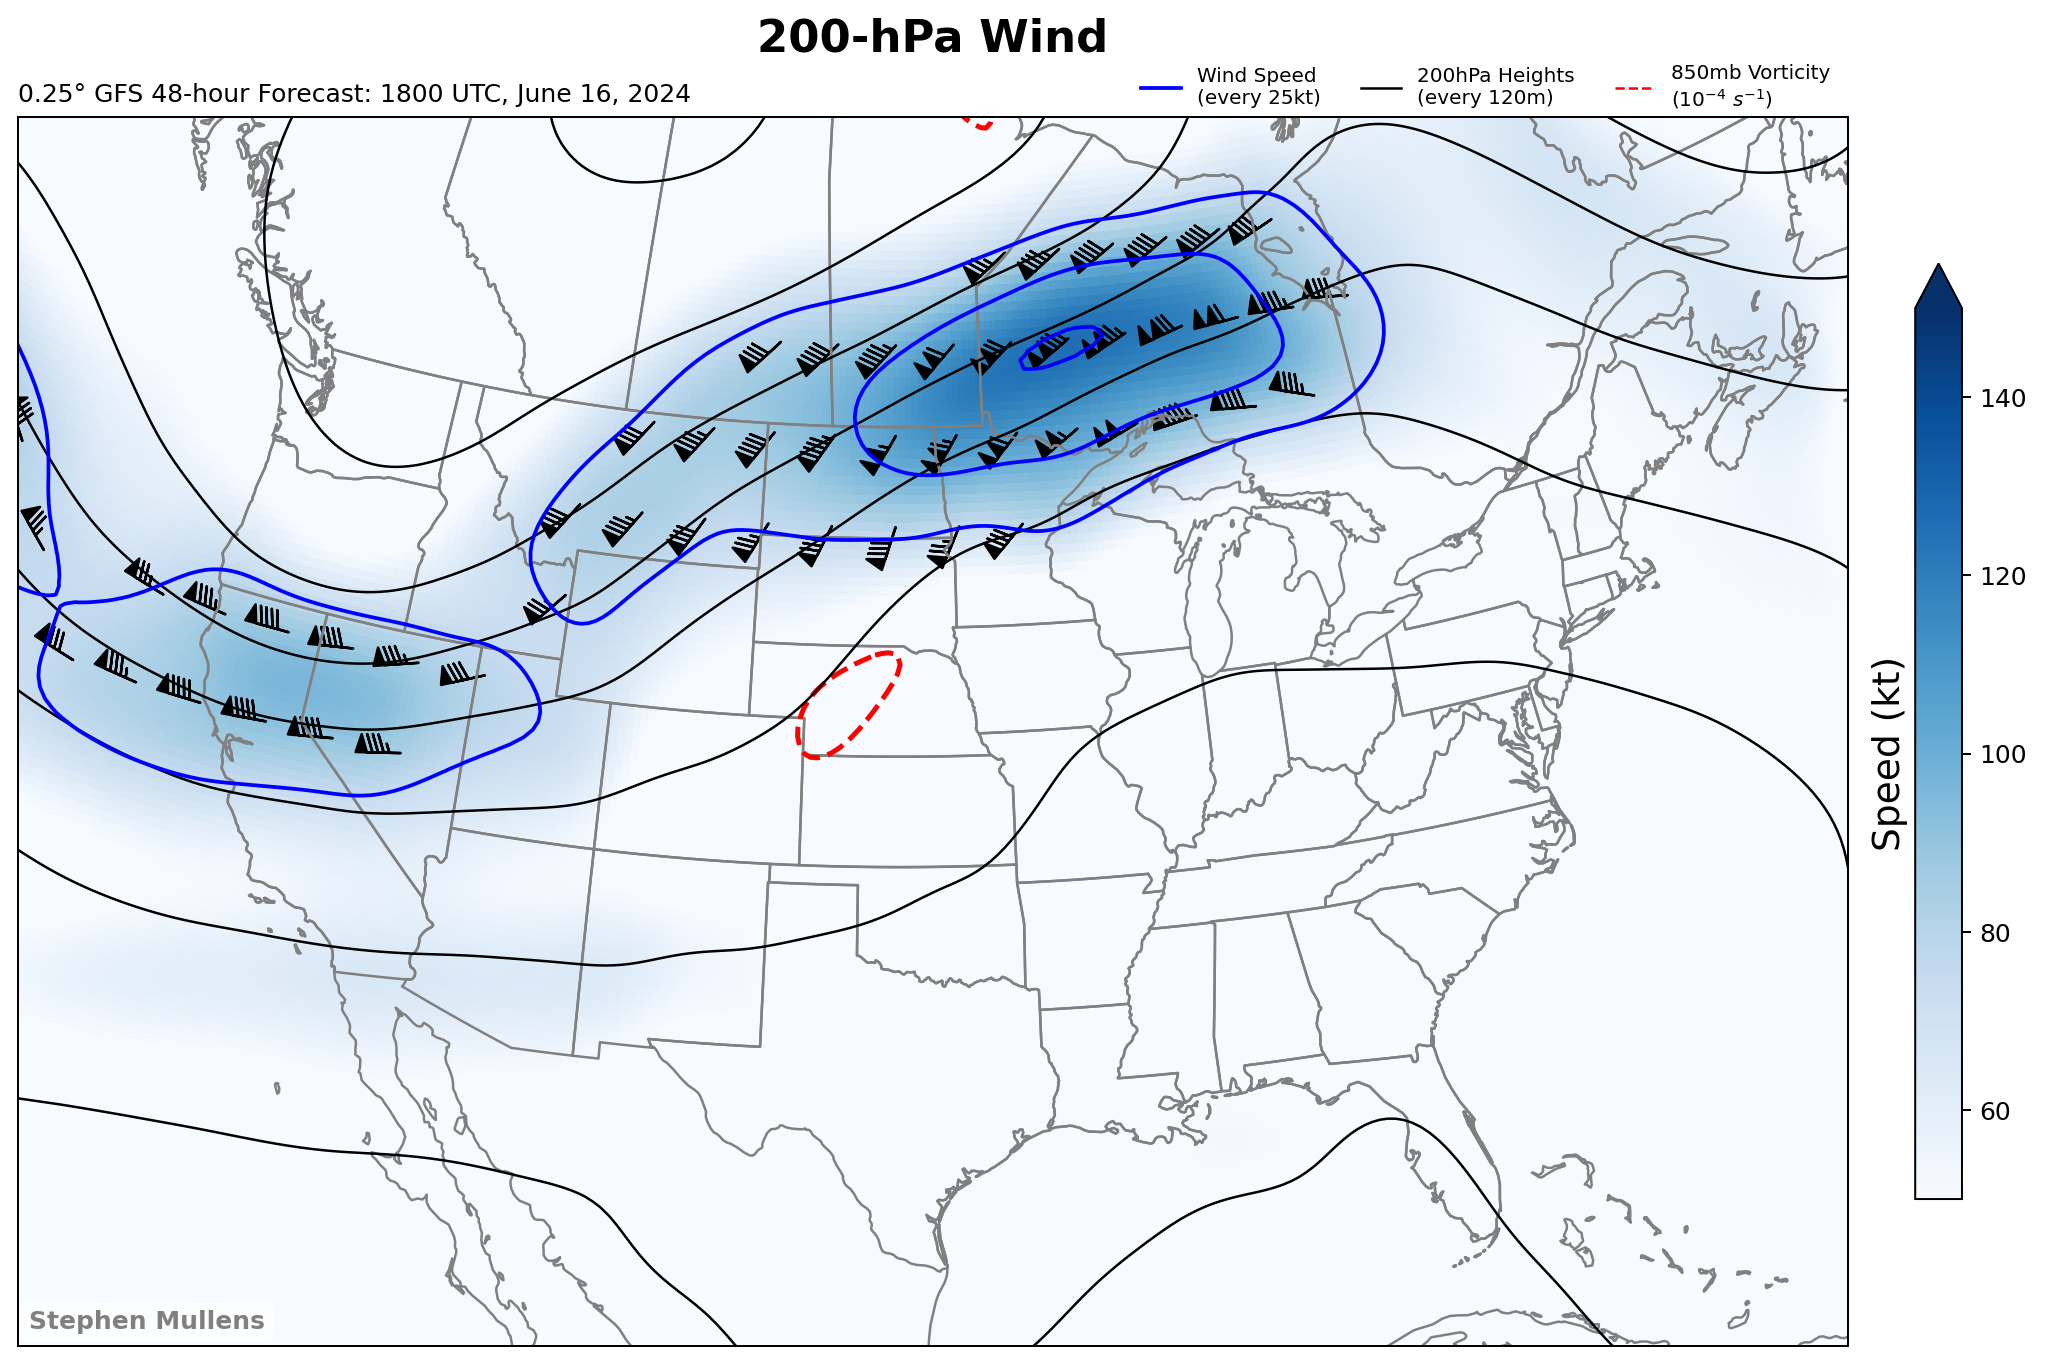 200-hPa Wind
0.25° GFS 48-hour Forecast: 1800 UTC, June 16, 2024
Wind Speed
(every 25kt)
200hPa Heights
(every 120m)
850mb Vorticity
(10⁻⁴ s⁻¹)
140
120
100
80
60
Speed (kt)
Stephen Mullens